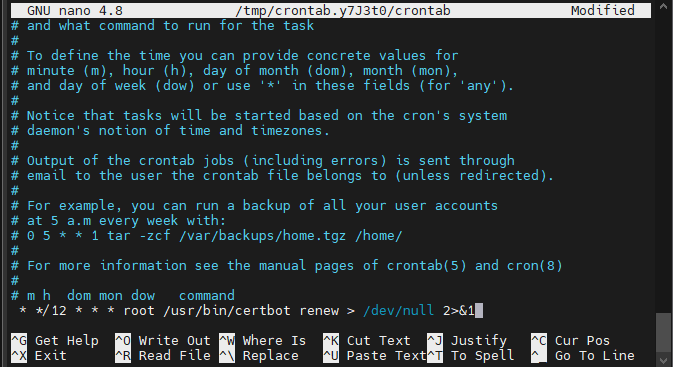 GNU nano 4.8 /tmp/crontab.y7J3t0/crontab Modified
# and what command to run for the task
#
# To define the time you can provide concrete values for
# minute (m), hour (h), day of month (dom), month (mon),
# and day of week (dow) or use '*' in these fields (for 'any').
#
# Notice that tasks will be started based on the cron's system
# daemon's notion of time and timezones.
#
# Output of the crontab jobs (including errors) is sent through
# email to the user the crontab file belongs to (unless redirected).
#
# For example, you can run a backup of all your user accounts
# at 5 a.m every week with:
# 0 5 * * 1 tar -zcf /var/backups/home.tgz /home/
#
# For more information see the manual pages of crontab(5) and cron(8)
#
# m h  dom mon dow   command
* */12 * * * root /usr/bin/certbot renew > /dev/null 2>&1
^G Get Help ^O Write Out ^W Where Is ^K Cut Text ^J Justify ^C Cur Pos
^X Exit ^R Read File ^\ Replace ^U Paste Text ^T To Spell ^_ Go To Line